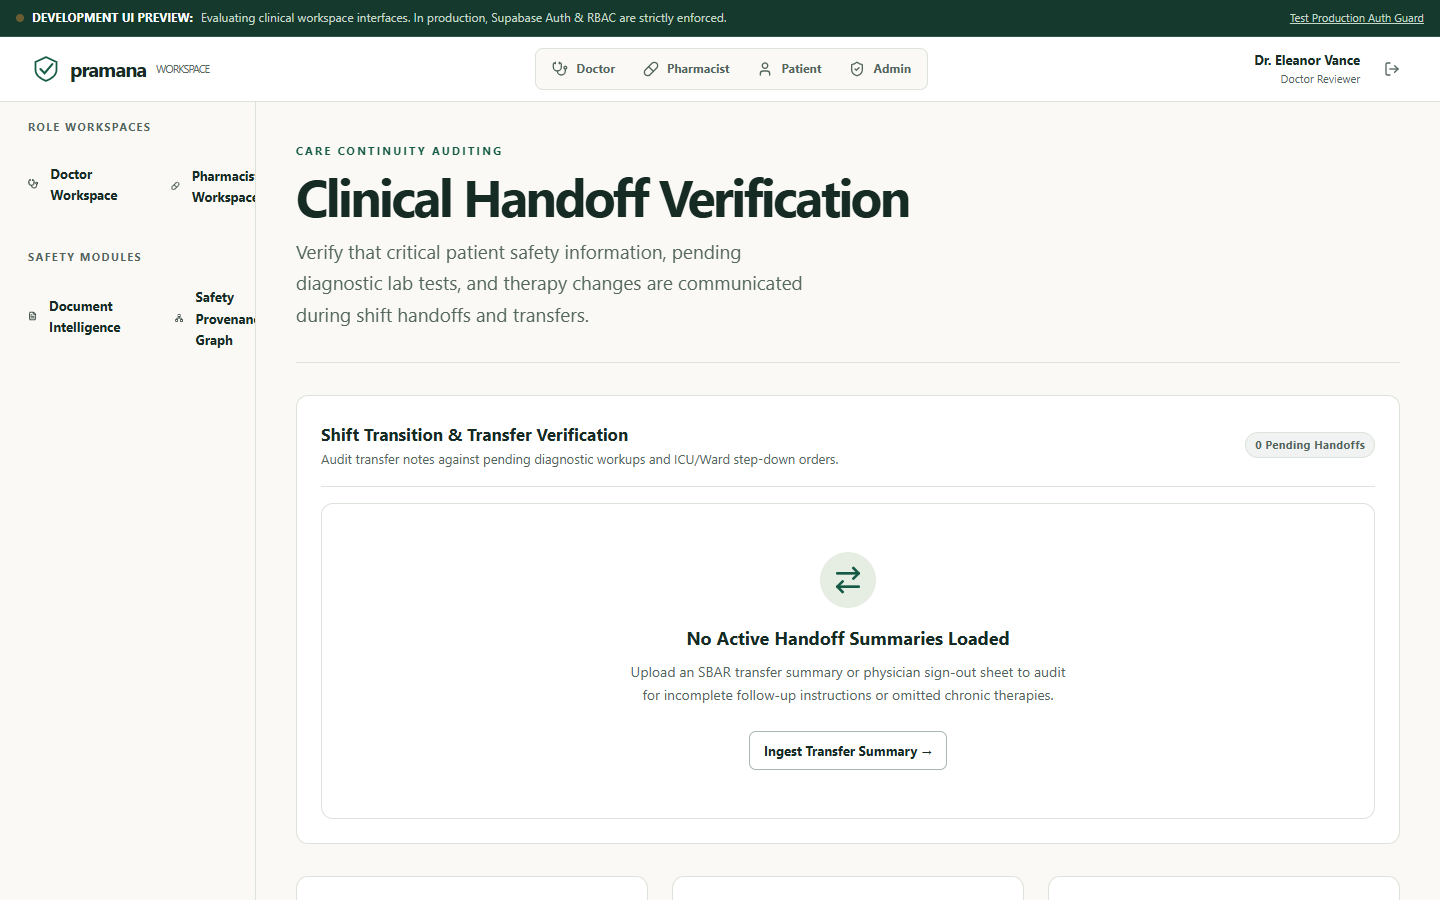 DEVELOPMENT UI PREVIEW: Evaluating clinical workspace interfaces. In production, Supabase Auth & RBAC are strictly enforced.
Test Production Auth Guard
pramana WORKSPACE
Doctor
Pharmacist
Patient
Admin
Dr. Eleanor Vance
Doctor Reviewer
ROLE WORKSPACES
Doctor
Workspace
Pharmacist
Workspace
SAFETY MODULES
Document
Intelligence
Safety
Provenan
Graph
CARE CONTINUITY AUDITING
Clinical Handoff Verification
Verify that critical patient safety information, pending
diagnostic lab tests, and therapy changes are communicated
during shift handoffs and transfers.
Shift Transition & Transfer Verification
Audit transfer notes against pending diagnostic workups and ICU/Ward step-down orders.
0 Pending Handoffs
No Active Handoff Summaries Loaded
Upload an SBAR transfer summary or physician sign-out sheet to audit
for incomplete follow-up instructions or omitted chronic therapies.
Ingest Transfer Summary →